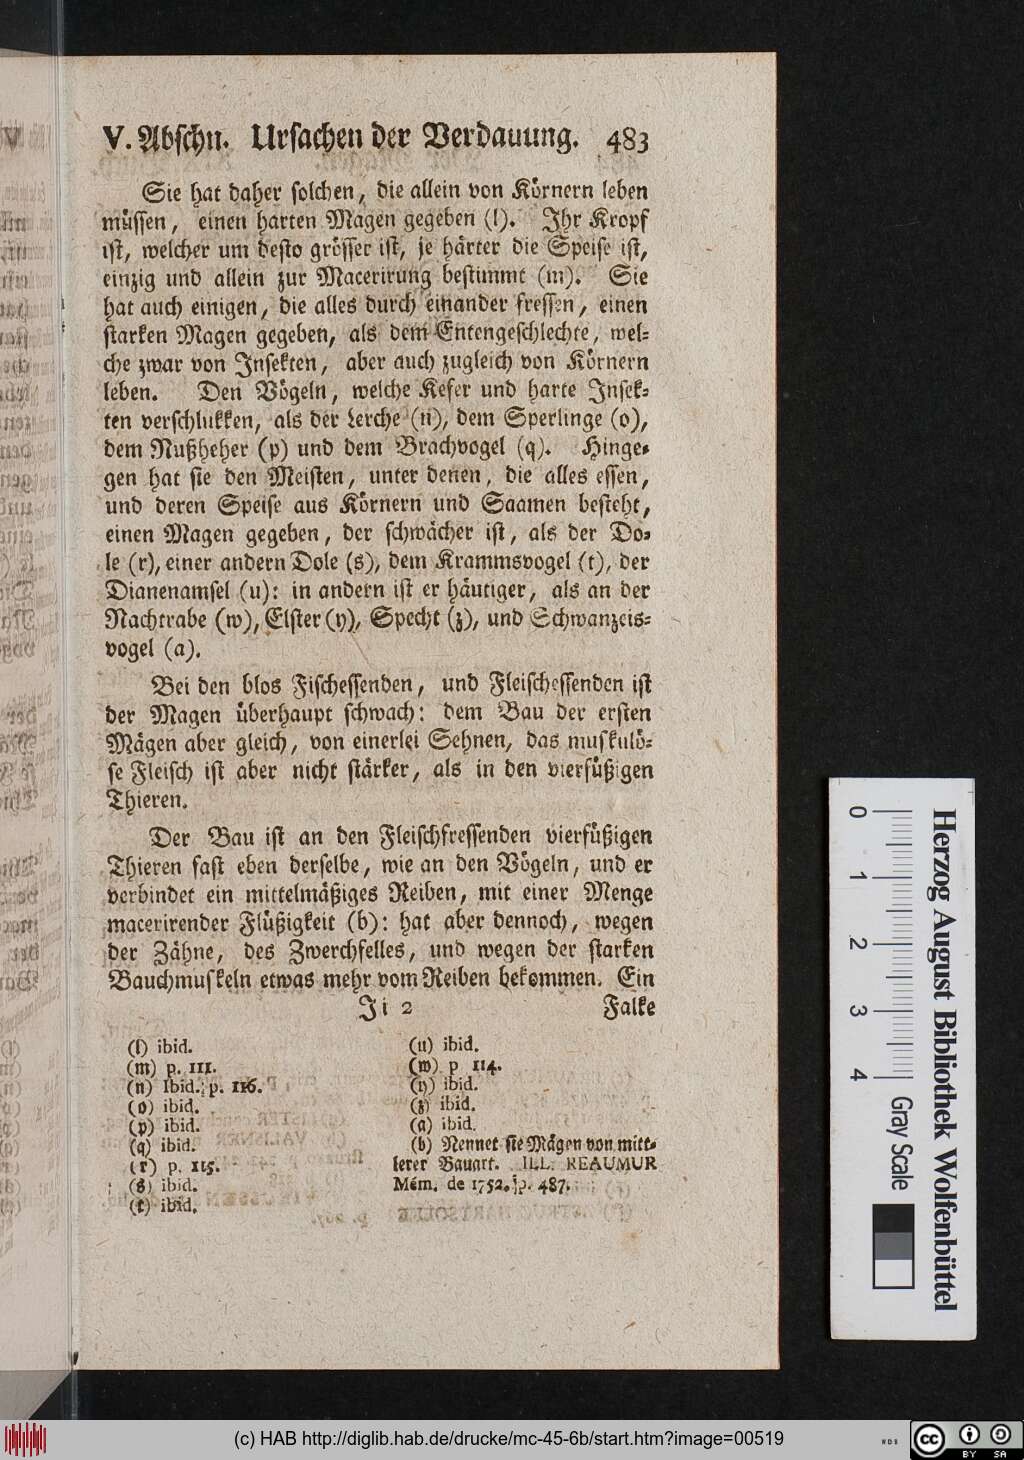 V. Abschn. Ursachen der Verdauung. 483
Sie hat daher solchen, die allein von Körnern leben
müssen, einen harten Magen gegeben (l). Ihr Kropf
ist, welcher um desto grösser ist, je härter die Speise ist,
einzig und allein zur Macerirung bestimmt (m). Sie
hat auch einigen, die alles durch einander fressen, einen
starken Magen gegeben, als dem Entengeschlechte, wel-
che zwar von Insekten, aber auch zugleich von Körnern
leben. Den Vögeln, welche Kefer und harte Insek-
ten verschlukken, als der Lerche (n), dem Sperlinge (o),
dem Nußheher (p) und dem Brachvogel (q). Hinge-
gen hat sie den Meisten, unter denen, die alles essen,
und deren Speise aus Körnern und Saamen besteht,
einen Magen gegeben, der schwächer ist, als der Do-
le (r), einer andern Dole (s), dem Krammsvogel (t), der
Dianenamsel (u): in andern ist er häutiger, als an der
Nachtrabe (w), Elster (y), Specht (z), und Schwanzeis-
vogel (a).
Bei den blos Fischessenden, und Fleischessenden ist
der Magen überhaupt schwach: dem Bau der ersten
Mägen aber gleich, von einerlei Sehnen, das muskulö-
se Fleisch ist aber nicht stärker, als in den vierfüßigen
Thieren.
Der Bau ist an den Fleischfressenden vierfüßigen
Thieren fast eben derselbe, wie an den Vögeln, und er
verbindet ein mittelmäßiges Reiben, mit einer Menge
macerirender Flüßigkeit (b): hat aber dennoch, wegen
der Zähne, des Zwerchfelles, und wegen der starken
Bauchmuskeln etwas mehr vom Reiben bekommen. Ein
Ji 2 Falke
(l) ibid.
(m) p. 111.
(n) Ibid. p. 116.
(o) ibid.
(p) ibid.
(q) ibid.
(r) p. 115.
(s) ibid.
(t) ibid.
(u) ibid.
(w) p 114.
(y) ibid.
(z) ibid.
(a) ibid.
(b) Nennet sie Mägen von mitt-
lerer Bauart. ILL. REAUMUR
Mém. de 1752. p. 487.
Herzog August Bibliothek Wolfenbüttel
0 1 2 3 4 Gray Scale
(c) HAB http://diglib.hab.de/drucke/mc-45-6b/start.htm?image=00519
cc BY SA